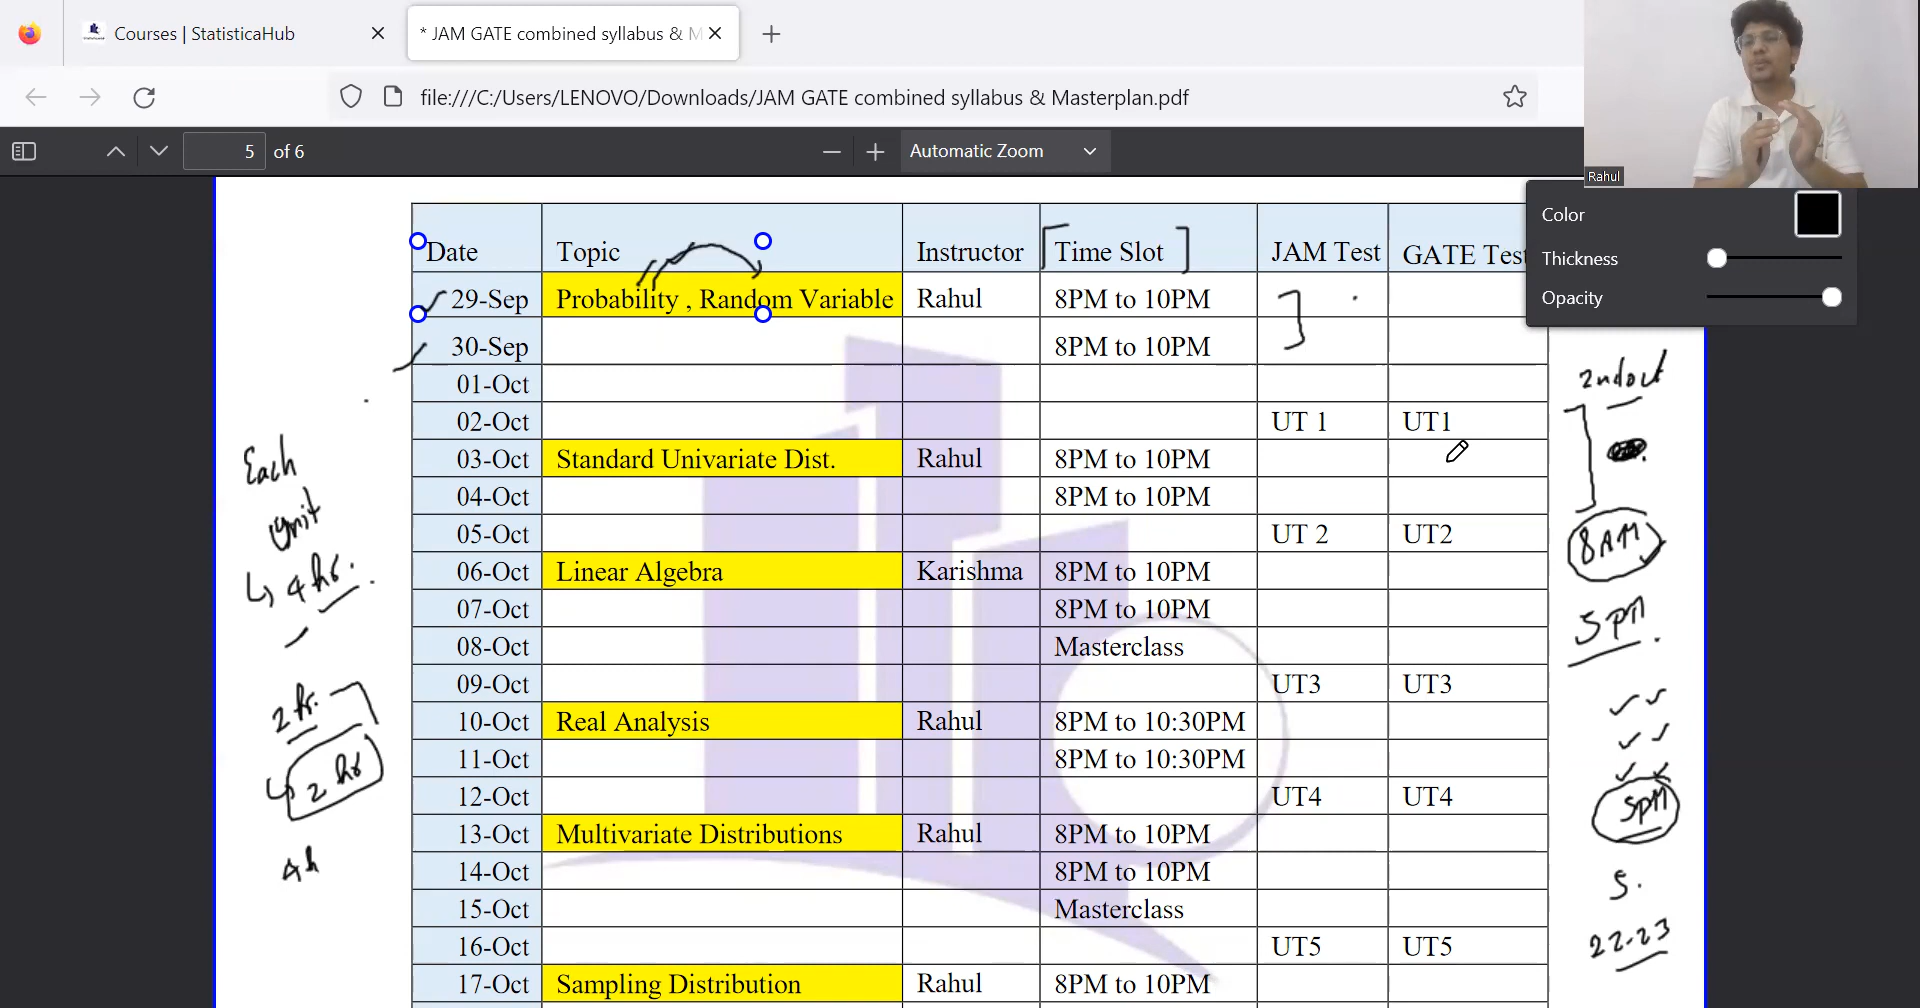 Courses | StatisticaHub
* JAM GATE combined syllabus & M
file:///C:/Users/LENOVO/Downloads/JAM GATE combined syllabus & Masterplan.pdf
5 of 6
Automatic Zoom
Rahul
Color
Thickness
Opacity
Date Topic Instructor Time Slot JAM Test GATE Test
29-Sep Probability , Random Variable Rahul 8PM to 10PM
30-Sep 8PM to 10PM
01-Oct
02-Oct UT 1 UT1
03-Oct Standard Univariate Dist. Rahul 8PM to 10PM
04-Oct 8PM to 10PM
05-Oct UT 2 UT2
06-Oct Linear Algebra Karishma 8PM to 10PM
07-Oct 8PM to 10PM
08-Oct Masterclass
09-Oct UT3 UT3
10-Oct Real Analysis Rahul 8PM to 10:30PM
11-Oct 8PM to 10:30PM
12-Oct UT4 UT4
13-Oct Multivariate Distributions Rahul 8PM to 10PM
14-Oct 8PM to 10PM
15-Oct Masterclass
16-Oct UT5 UT5
17-Oct Sampling Distribution Rahul 8PM to 10PM
Each
Unit
4 hr.
2 hr.
2 hr
4h
2nd oct
8AM
5PM
5PM
5.
22-23